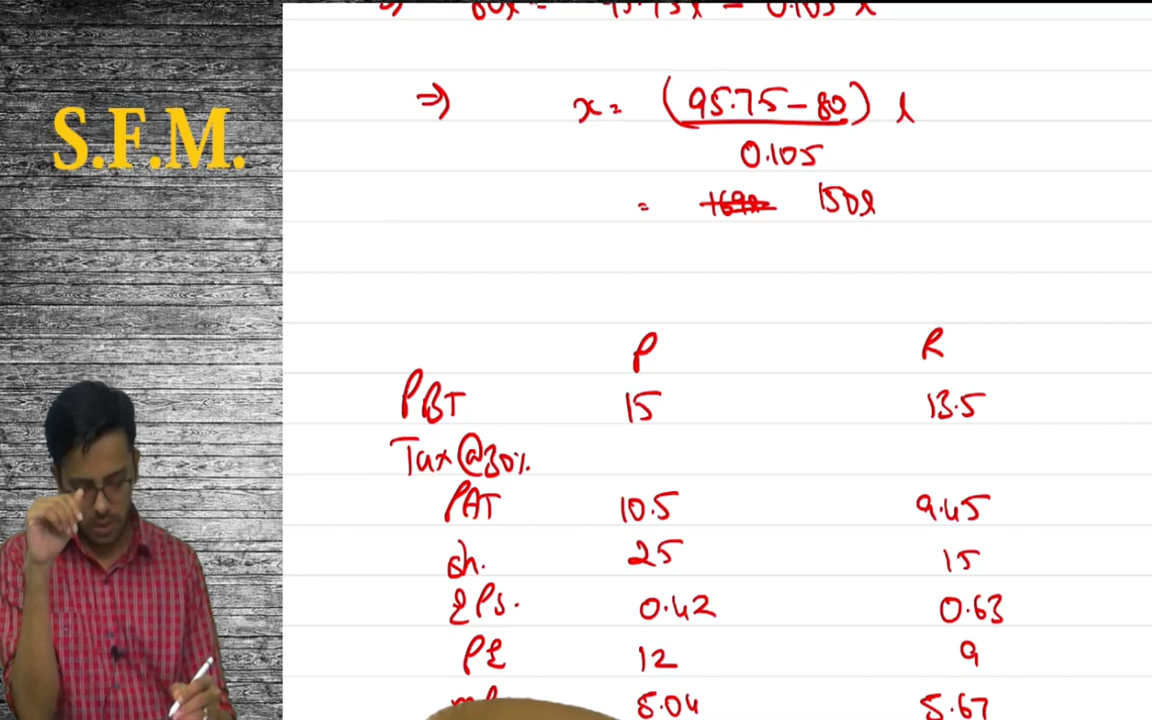 S.F.M.
x = (95.75-80) l
0.105
= 150l
P R
PBT 15 13.5
Tax@30%
PAT 10.5 9.45
sh. 25 15
EPS. 0.42 0.63
PE 12 9
5.04 5.67